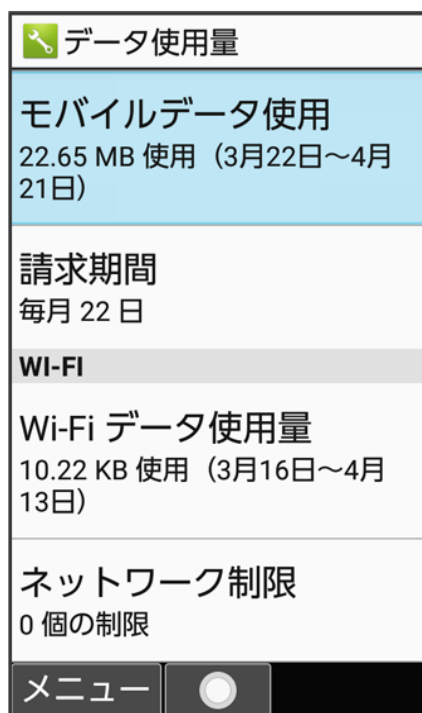 データ使用量
モバイルデータ使用
22.65 MB 使用（3月22日～4月
21日）
請求期間
毎月 22 日
WI-FI
Wi-Fi データ使用量
10.22 KB 使用（3月16日～4月
13日）
ネットワーク制限
0 個の制限
メニュー